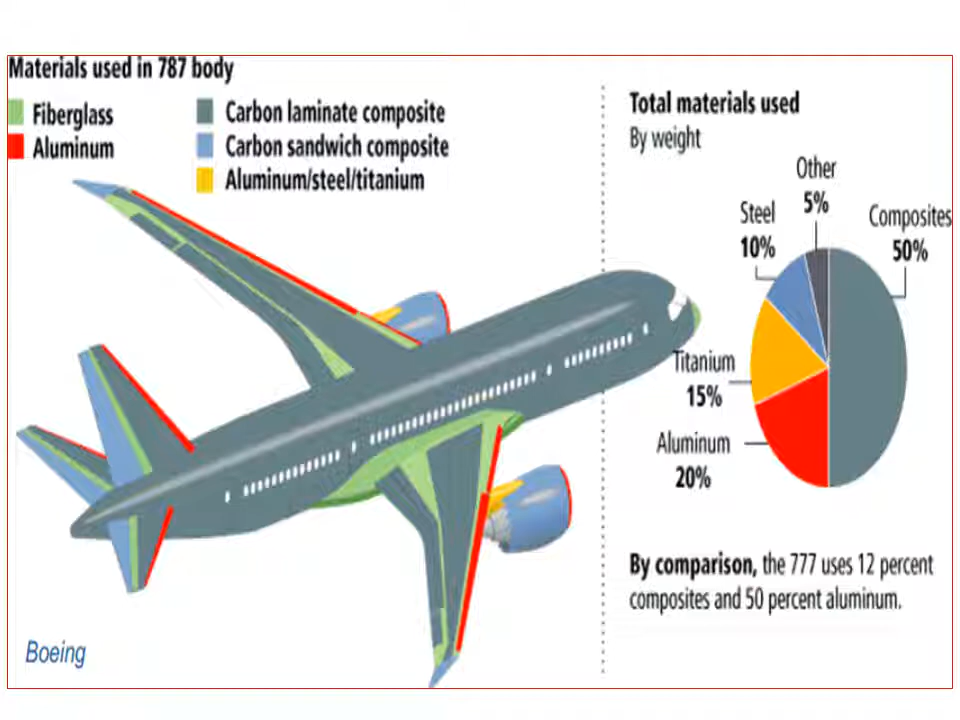 Materials used in 787 body
Fiberglass
Aluminum
Carbon laminate composite
Carbon sandwich composite
Aluminum/steel/titanium
Total materials used
By weight
Other
5%
Steel
10%
Composites
50%
Titanium
15%
Aluminum
20%
By comparison, the 777 uses 12 percent
composites and 50 percent aluminum.
Boeing